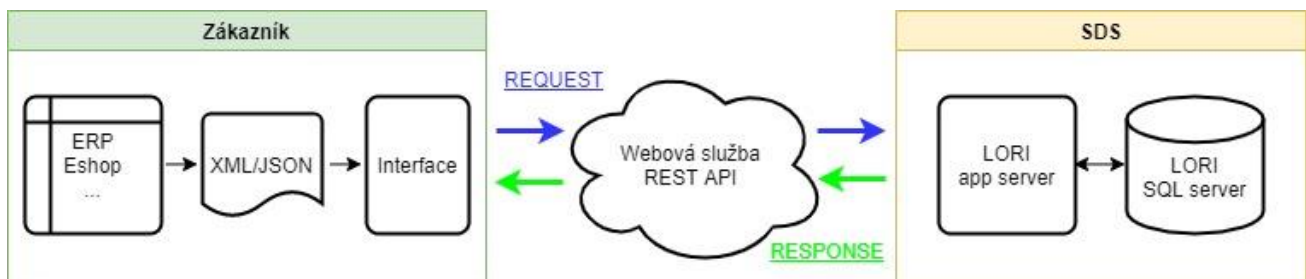 Zákazník
SDS
REQUEST
ERP
Eshop
...
XML/JSON
Interface
Webová služba
REST API
LORI
app server
LORI
SQL server
RESPONSE